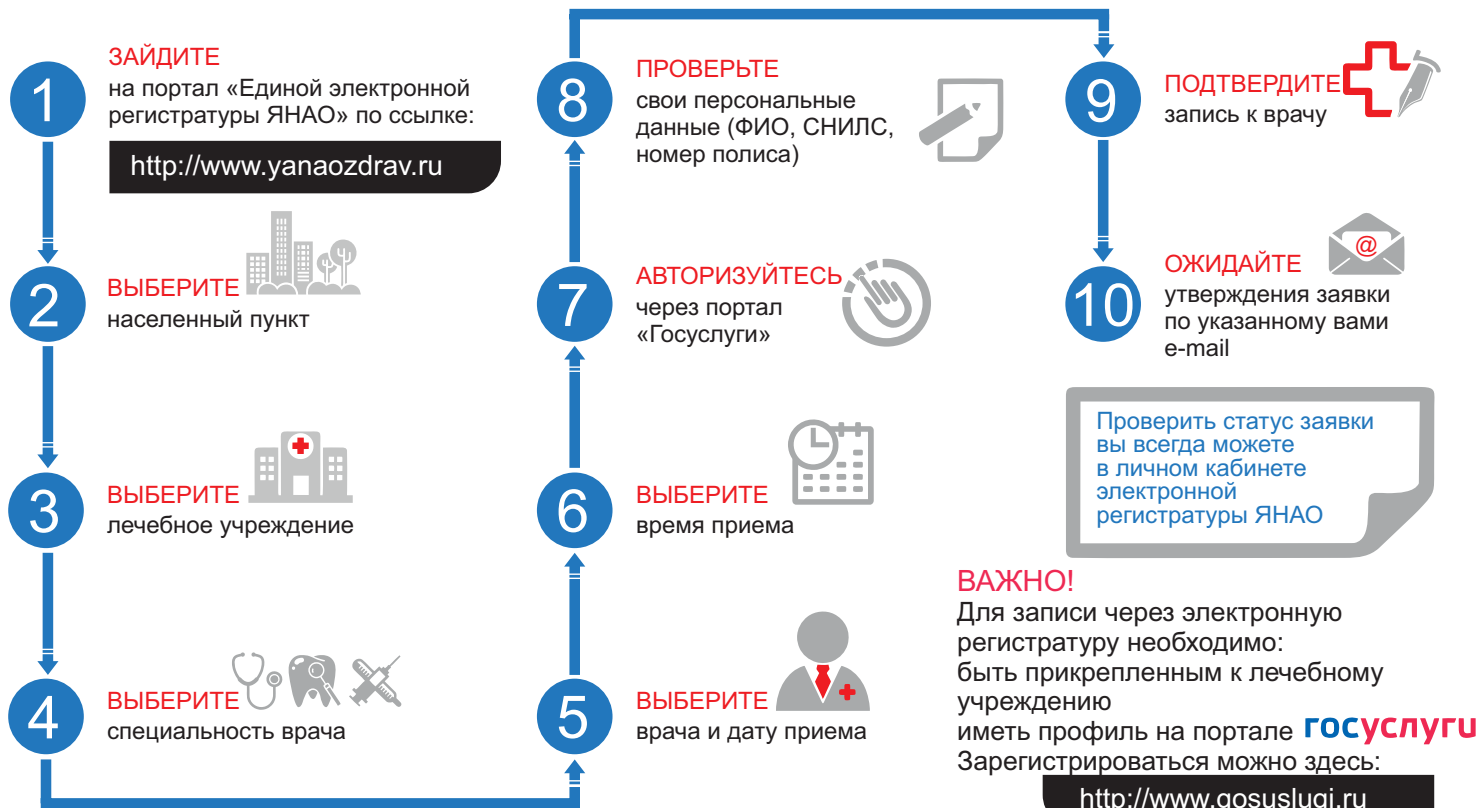 1
ЗАЙДИТЕ
на портал «Единой электронной
регистратуры ЯНАО» по ссылке:
http://www.yanaozdrav.ru
2
ВЫБЕРИТЕ
населенный пункт
3
ВЫБЕРИТЕ
лечебное учреждение
4
ВЫБЕРИТЕ
специальность врача
5
ВЫБЕРИТЕ
врача и дату приема
6
ВЫБЕРИТЕ
время приема
7
АВТОРИЗУЙТЕСЬ
через портал
«Госуслуги»
8
ПРОВЕРЬТЕ
свои персональные
данные (ФИО, СНИЛС,
номер полиса)
9
ПОДТВЕРДИТЕ
запись к врачу
10
ОЖИДАЙТЕ
утверждения заявки
по указанному вами
e-mail
@
Проверить статус заявки
вы всегда можете
в личном кабинете
электронной
регистратуры ЯНАО
ВАЖНО!
Для записи через электронную
регистратуру необходимо:
быть прикрепленным к лечебному
учреждению
иметь профиль на портале госуслуги
Зарегистрироваться можно здесь:
http://www.gosuslugi.ru